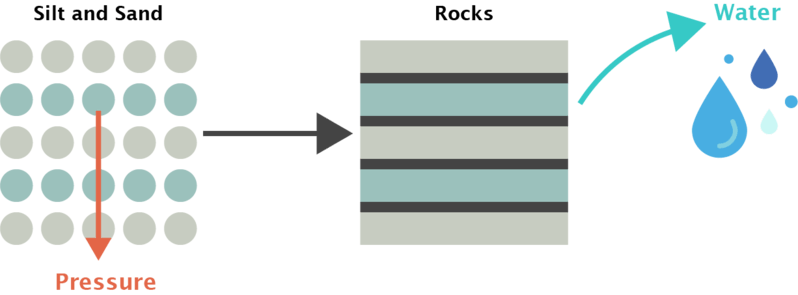 Silt and Sand
Rocks
Water
Pressure